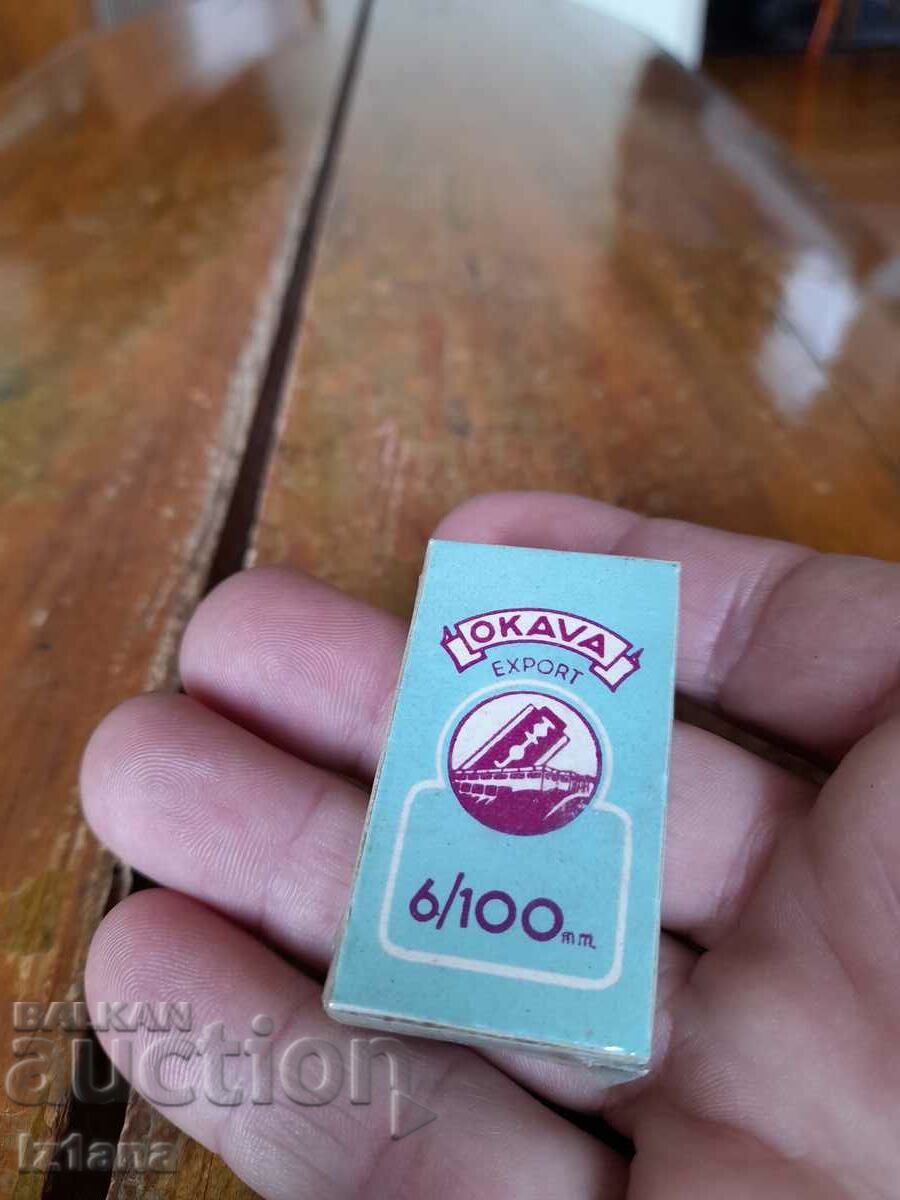 OKAVA
EXPORT
6/100 mm.
BALKAN
auction
Iz1ana